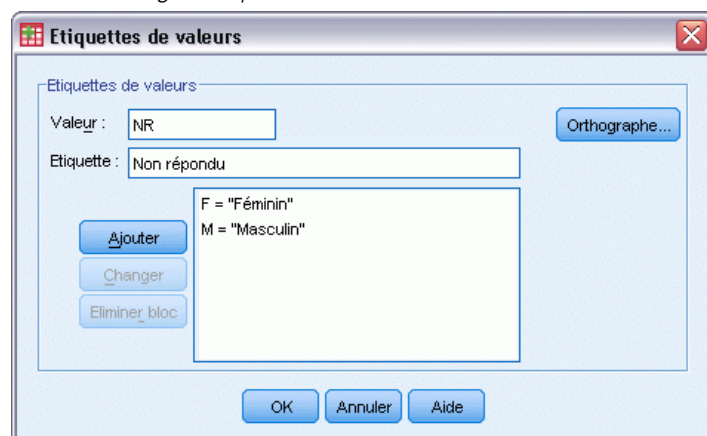 Etiquettes de valeurs
Etiquettes de valeurs
Valeur : NR
Orthographe...
Etiquette : Non répondu
F = "Féminin"
M = "Masculin"
Ajouter
Changer
Eliminer bloc
OK Annuler Aide